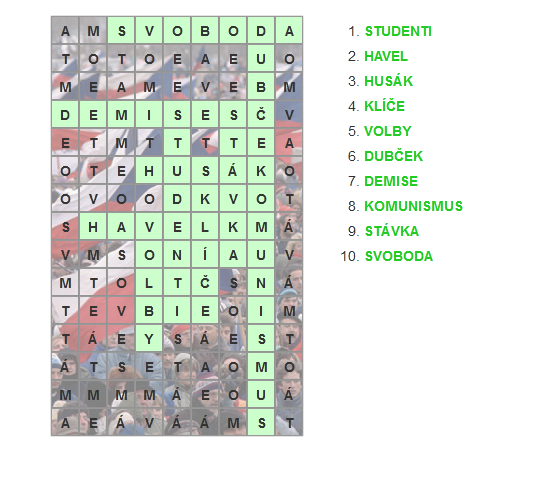 A M S V O B O D A
T O T O E A E U O
M E A M E V E B M
D E M I S E S Č V
E T M T T T T E A
O T E H U S Á K O
O V O O D K V O T
S H A V E L K M Á
V M S O N Í A U V
M T O L T Č S N Á
T E V B I E O I M
T Á E Y S Á E S T
Á T S E T A O M O
M M M M Á E O U Á
A E Á V Á Á M S T
1. STUDENTI
2. HAVEL
3. HUSÁK
4. KLÍČE
5. VOLBY
6. DUBČEK
7. DEMISE
8. KOMUNISMUS
9. STÁVKA
10. SVOBODA